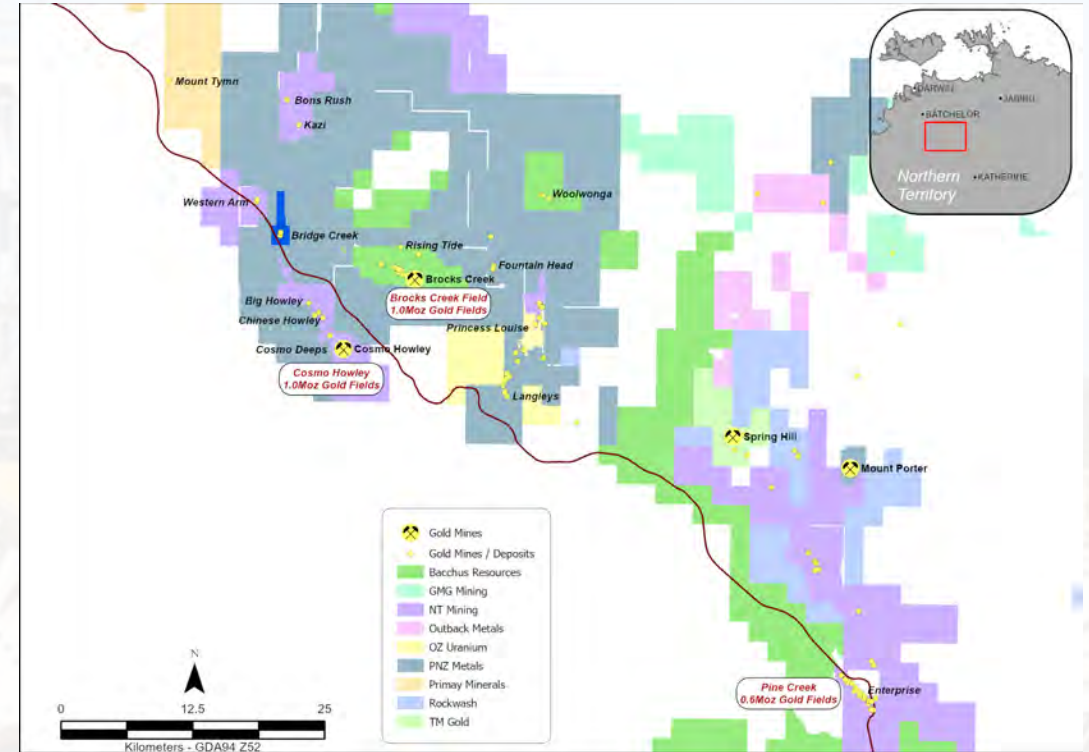 DARWIN
JABIRU
BATCHELOR
Northern
Territory
KATHERINE
Mount Tymn
Bons Rush
Kazi
Western Arm
Woolwonga
Bridge Creek
Rising Tide
Fountain Head
Brocks Creek
Brocks Creek Field
1.0Moz Gold Fields
Big Howley
Chinese Howley
Princess Louise
Cosmo Deeps
Cosmo Howley
Cosmo Howley
1.0Moz Gold Fields
Langleys
Spring Hill
Mount Porter
Gold Mines
Gold Mines / Deposits
Bacchus Resources
GMG Mining
NT Mining
Outback Metals
OZ Uranium
PNZ Metals
Primay Minerals
Rockwash
TM Gold
Pine Creek
0.6Moz Gold Fields
Enterprise
N
0 12.5 25
Kilometers - GDA94 Z52